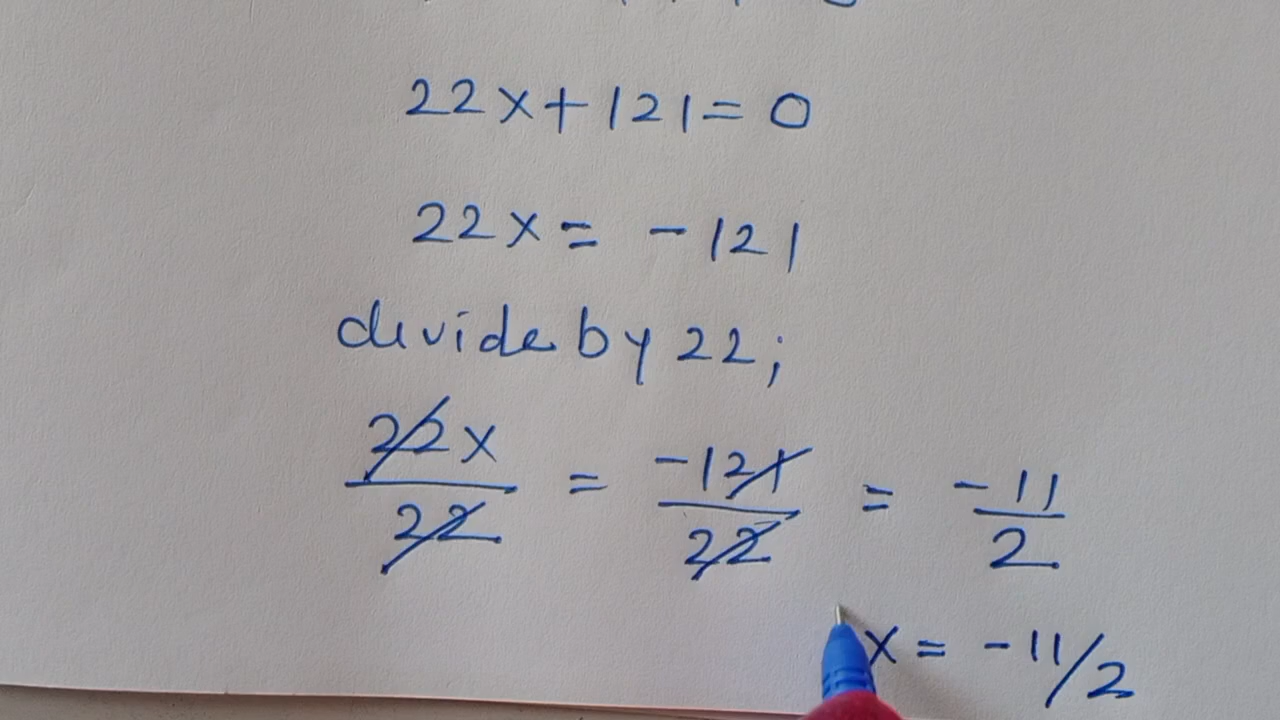 22x+121=0
22x = -121
divide by 22;
22x/22 = -121/22 = -11/2
x = -11/2